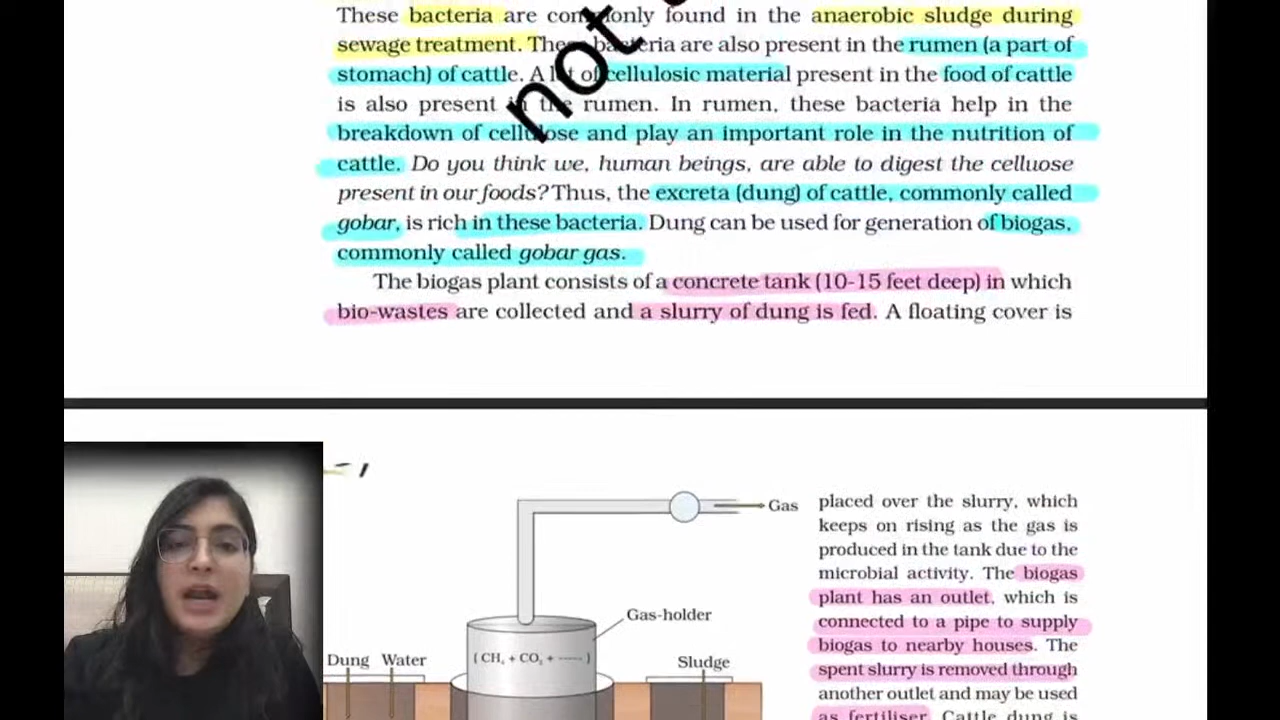 These bacteria are commonly found in the anaerobic sludge during
sewage treatment. These bacteria are also present in the rumen (a part of
stomach) of cattle. A lot of cellulosic material present in the food of cattle
is also present in the rumen. In rumen, these bacteria help in the
breakdown of cellulose and play an important role in the nutrition of
cattle. Do you think we, human beings, are able to digest the celluose
present in our foods? Thus, the excreta (dung) of cattle, commonly called
gobar, is rich in these bacteria. Dung can be used for generation of biogas,
commonly called gobar gas.
The biogas plant consists of a concrete tank (10-15 feet deep) in which
bio-wastes are collected and a slurry of dung is fed. A floating cover is
not
placed over the slurry, which
keeps on rising as the gas is
produced in the tank due to the
microbial activity. The biogas
plant has an outlet, which is
connected to a pipe to supply
biogas to nearby houses. The
spent slurry is removed through
another outlet and may be used
as fertiliser. Cattle dung is
Gas
Gas-holder
( CH₄ + CO₂ + ------ )
Dung Water
Sludge